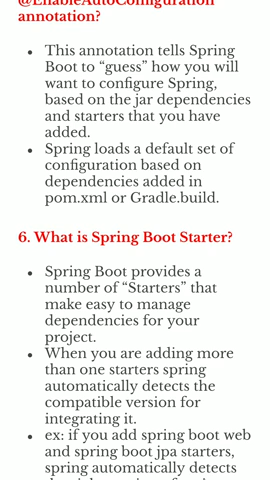 @EnableAutoConfiguration
annotation?
• This annotation tells Spring
Boot to “guess” how you will
want to configure Spring,
based on the jar dependencies
and starters that you have
added.
• Spring loads a default set of
configuration based on
dependencies added in
pom.xml or Gradle.build.
6. What is Spring Boot Starter?
• Spring Boot provides a
number of “Starters” that
make easy to manage
dependencies for your
project.
• When you are adding more
than one starters spring
automatically detects the
compatible version for
integrating it.
• ex: if you add spring boot web
and spring boot jpa starters,
spring automatically detects